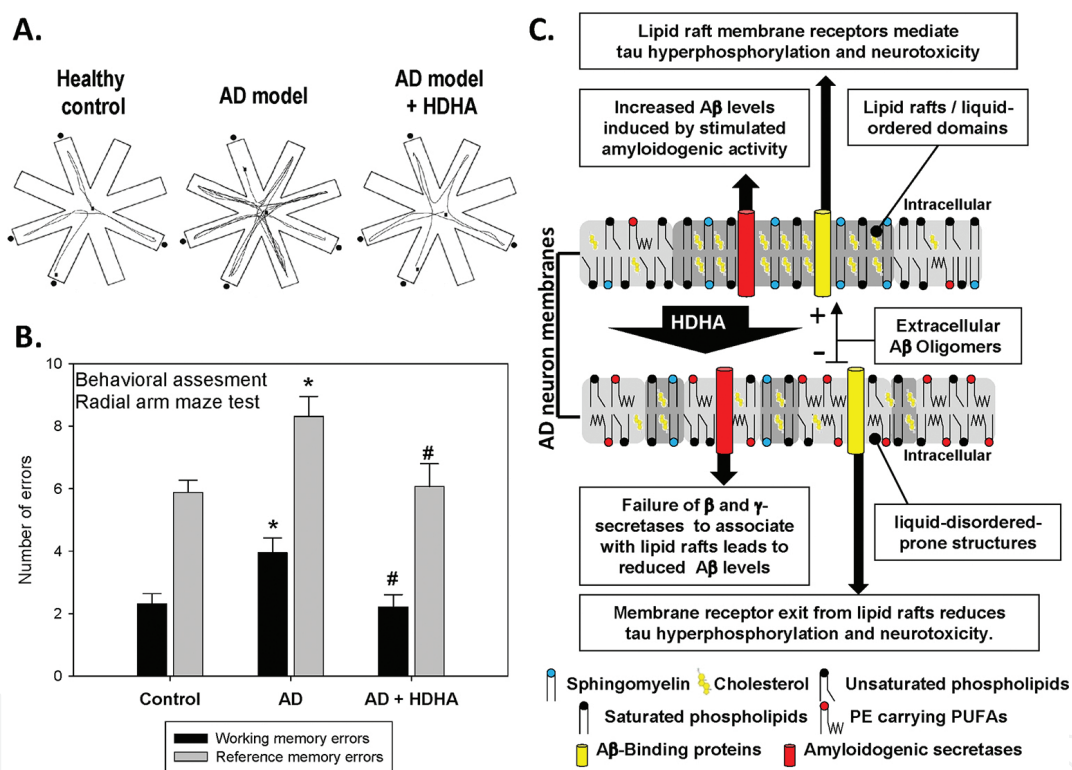 A.
Healthy
control
AD model
AD model
+ HDHA
B.
Behavioral assesment
Radial arm maze test
Number of errors
10
8
6
4
2
0
*
*
#
#
Control
AD
AD + HDHA
Working memory errors
Reference memory errors
C.
Lipid raft membrane receptors mediate
tau hyperphosphorylation and neurotoxicity
Increased Aβ levels
induced by stimulated
amyloidogenic activity
Lipid rafts / liquid-
ordered domains
Intracellular
AD neuron membranes
HDHA
+
-
Extracellular
Aβ Oligomers
Intracellular
Failure of β and γ-
secretases to associate
with lipid rafts leads to
reduced Aβ levels
liquid-disordered-
prone structures
Membrane receptor exit from lipid rafts reduces
tau hyperphosphorylation and neurotoxicity.
Sphingomyelin
Cholesterol
Unsaturated phospholipids
Saturated phospholipids
PE carrying PUFAs
Aβ-Binding proteins
Amyloidogenic secretases